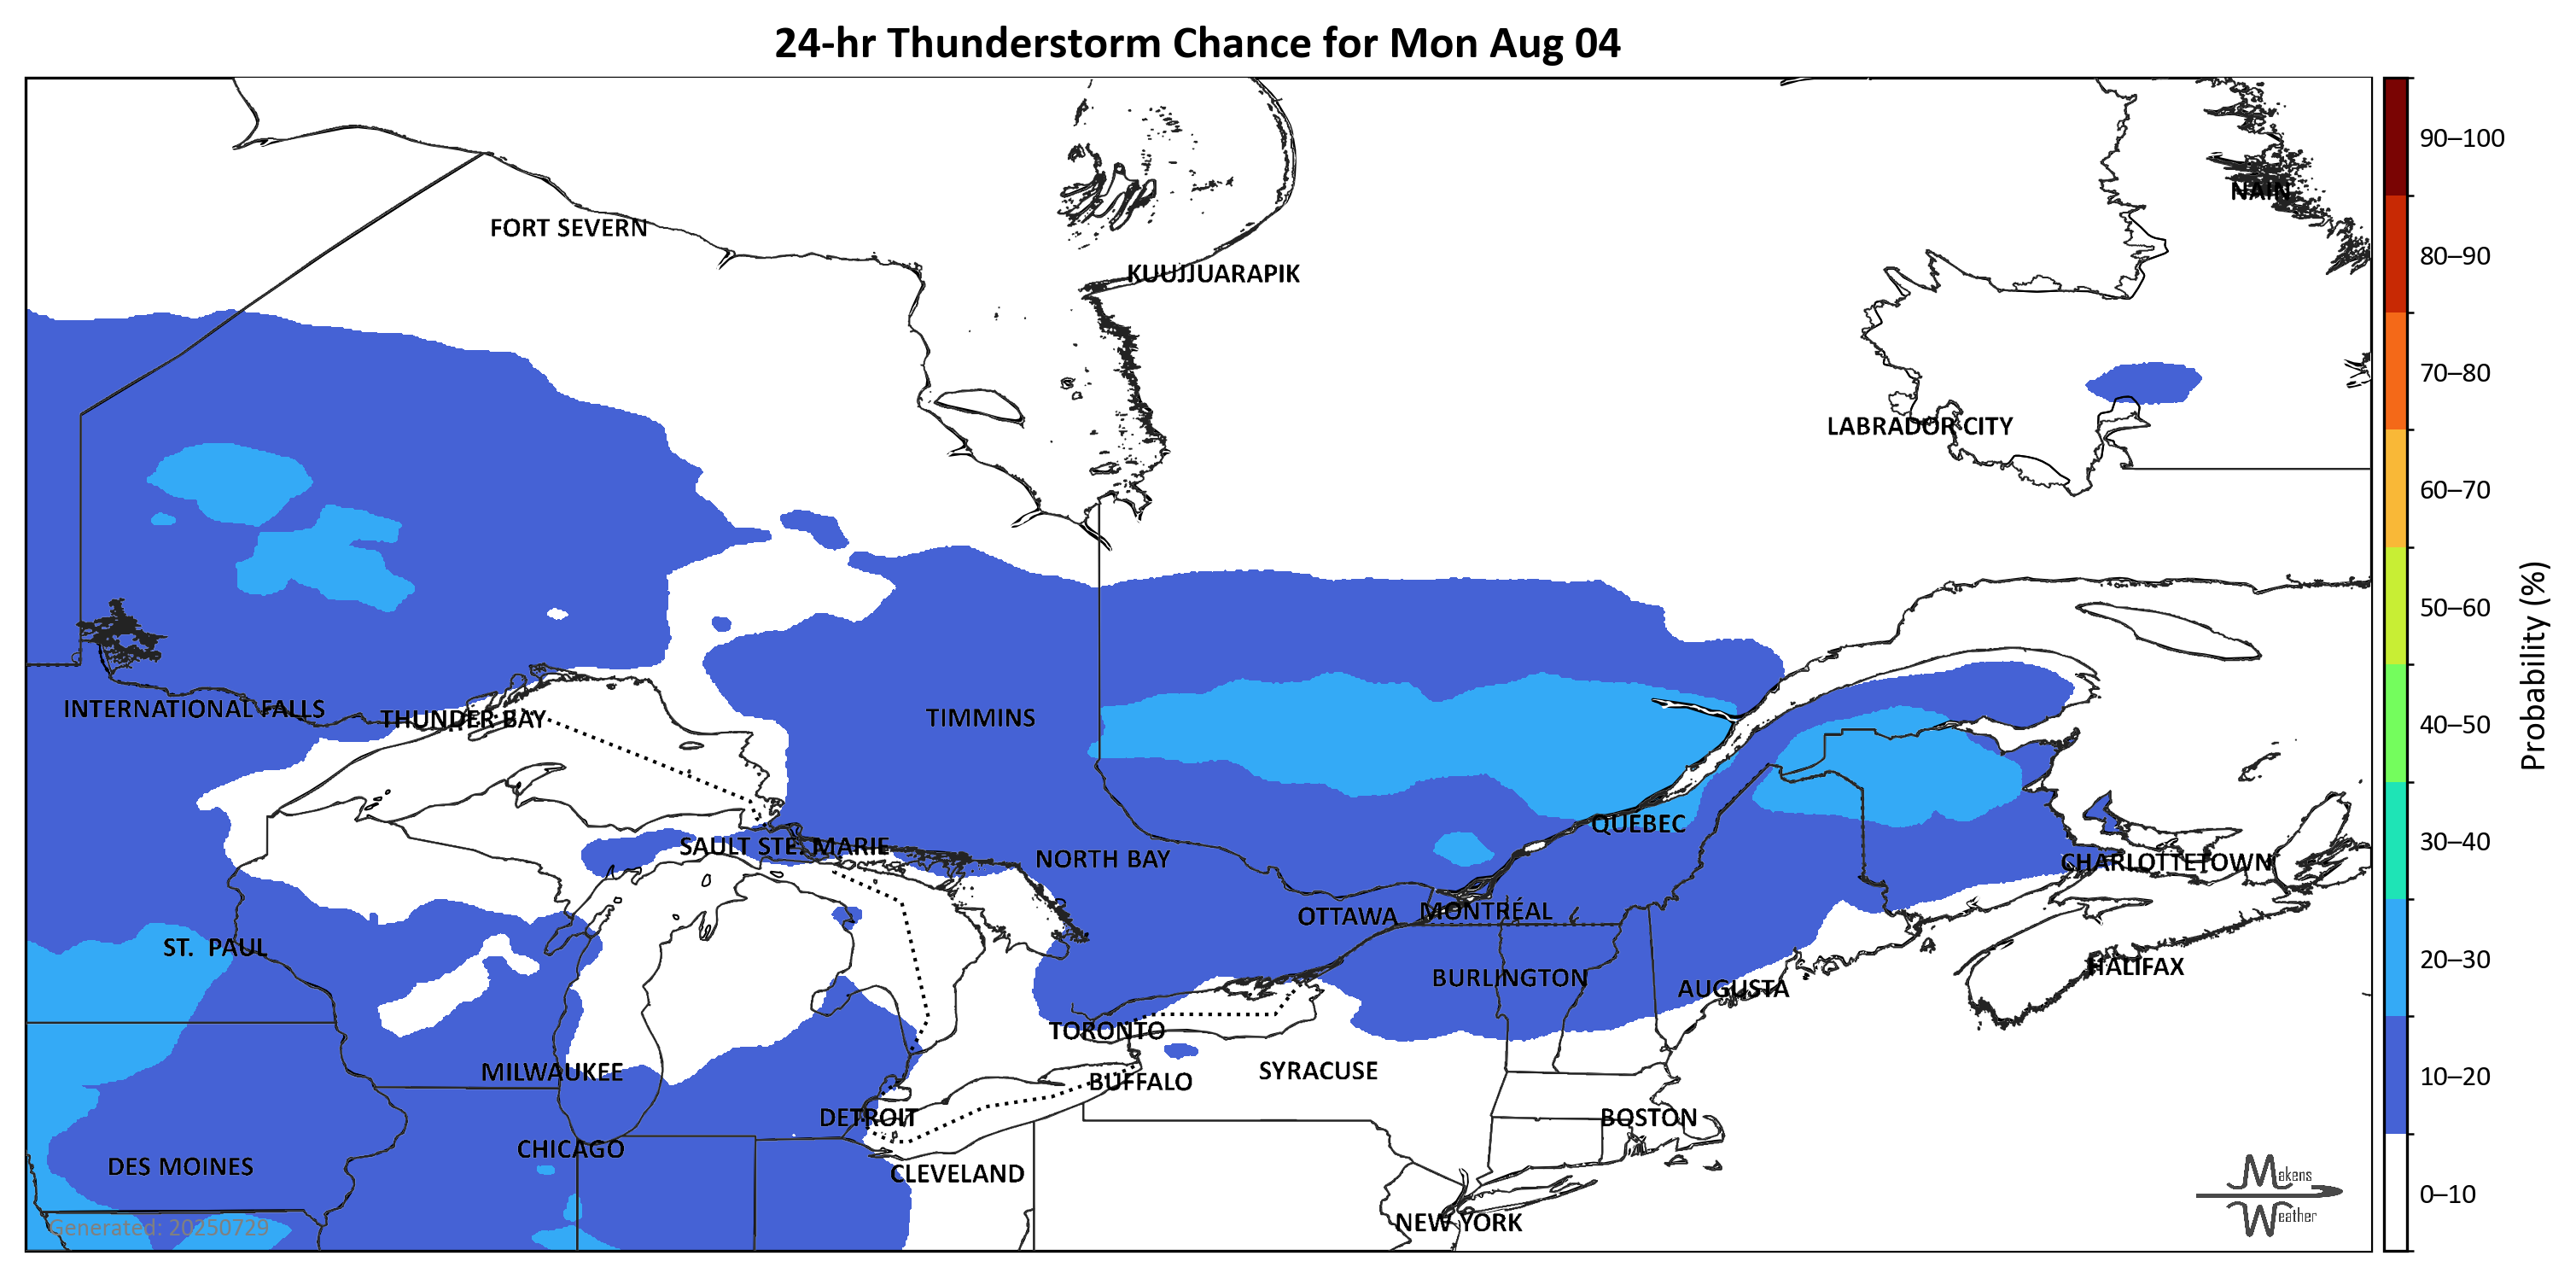 24-hr Thunderstorm Chance for Mon Aug 04
90–100
NAIN
FORT SEVERN
80–90
KUUJJUARAPIK
70–80
LABRADOR CITY
60–70
50–60
Probability (%)
INTERNATIONAL FALLS
THUNDER BAY
TIMMINS
40–50
QUEBEC
30–40
SAULT STE. MARIE
NORTH BAY
CHARLOTTETOWN
OTTAWA
MONTRÉAL
ST. PAUL
20–30
HALIFAX
BURLINGTON
AUGUSTA
TORONTO
MILWAUKEE
SYRACUSE
10–20
BUFFALO
DETROIT
BOSTON
CHICAGO
DES MOINES
CLEVELAND
Makens
0–10
Weather
NEW YORK
Generated: 20250729